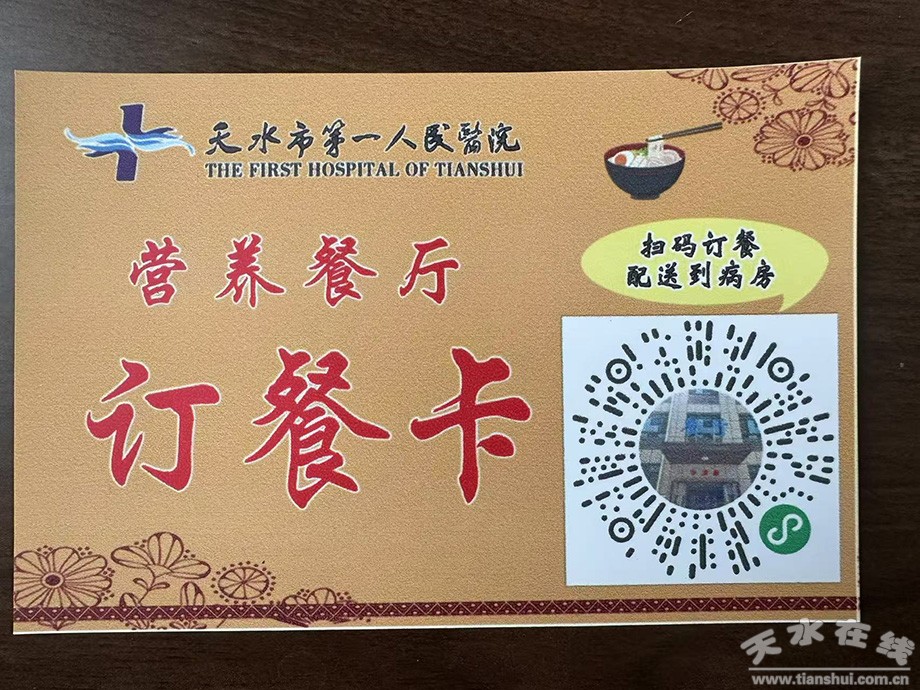 天水市第一人民醫院
THE FIRST HOSPITAL OF TIANSHUI
营养餐厅
扫码订餐
配送到病房
订餐卡
天水在线
www.tianshui.com.cn